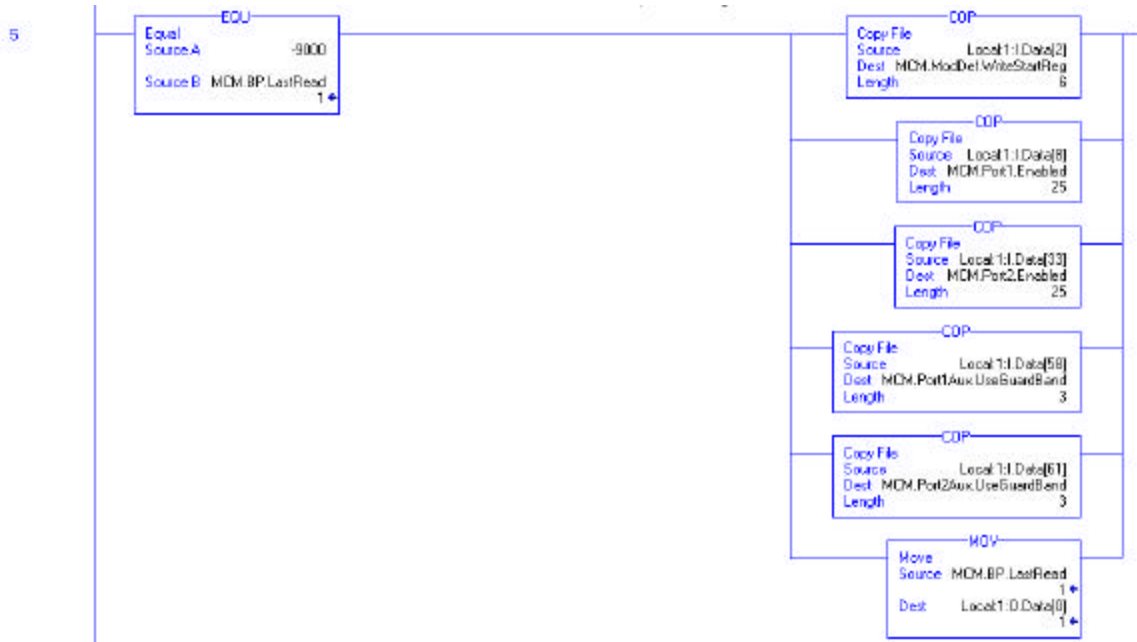 5
EQU
Equal
Source A -9000
Source B MCM.BP.LastRead
1
COP
Copy File
Source Local:1:I.Data[2]
Dest MCM.ModDef.WriteStartReg
Length 6
COP
Copy File
Source Local:1:I.Data[8]
Dest MCM.Port1.Enabled
Length 25
COP
Copy File
Source Local:1:I.Data[33]
Dest MCM.Port2.Enabled
Length 25
COP
Copy File
Source Local:1:I.Data[58]
Dest MCM.Port1Aux.UseGuardBand
Length 3
COP
Copy File
Source Local:1:I.Data[61]
Dest MCM.Port2Aux.UseGuardBand
Length 3
MOV
Move
Source MCM.BP.LastRead
1
Dest Local:1:O.Data[0]
1